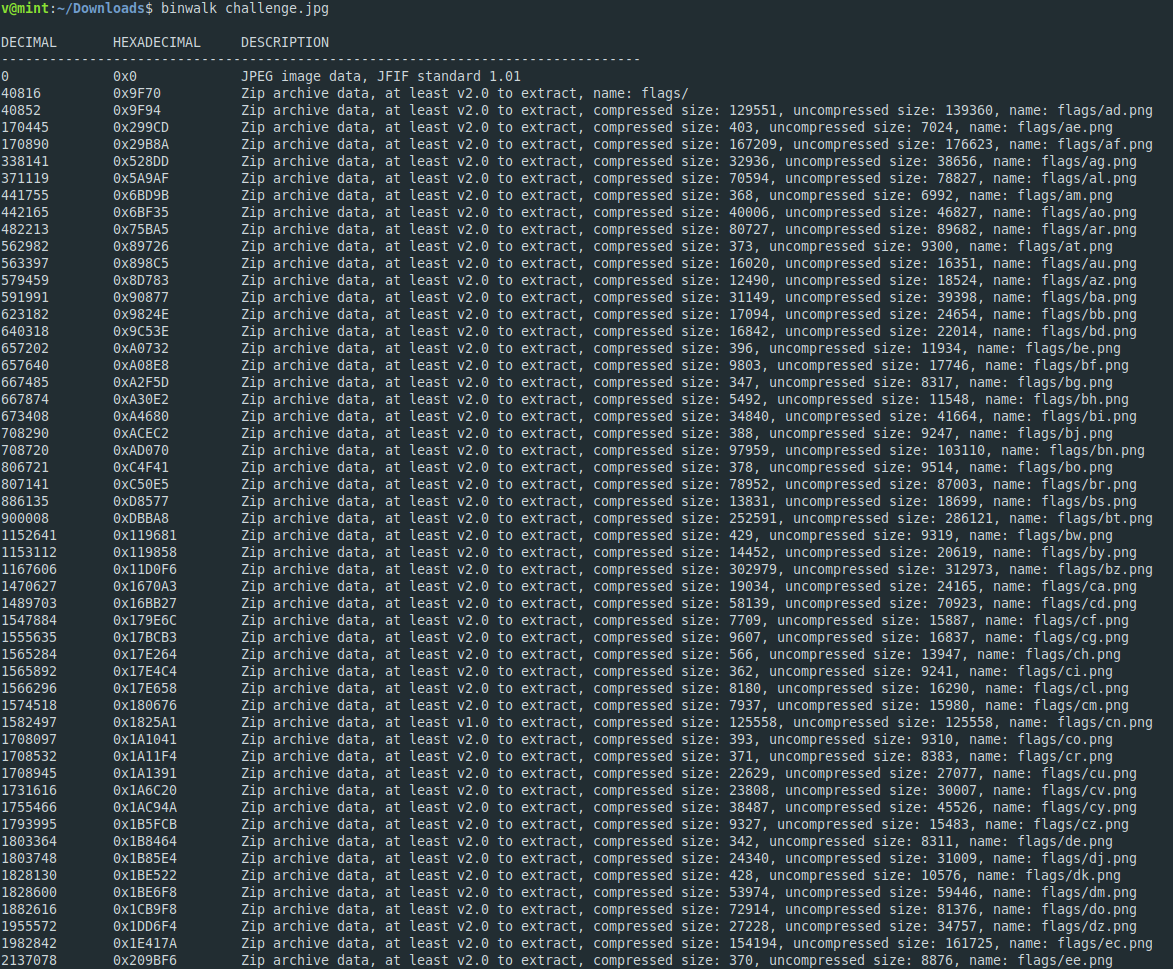 v@mint:~/Downloads$ binwalk challenge.jpg
DECIMAL       HEXADECIMAL     DESCRIPTION
--------------------------------------------------------------------------------
0             0x0             JPEG image data, JFIF standard 1.01
40816         0x9F70          Zip archive data, at least v2.0 to extract, name: flags/
40852         0x9F94          Zip archive data, at least v2.0 to extract, compressed size: 129551, uncompressed size: 139360, name: flags/ad.png
170445        0x299CD         Zip archive data, at least v2.0 to extract, compressed size: 403, uncompressed size: 7024, name: flags/ae.png
170890        0x29B8A         Zip archive data, at least v2.0 to extract, compressed size: 167209, uncompressed size: 176623, name: flags/af.png
338141        0x528DD         Zip archive data, at least v2.0 to extract, compressed size: 32936, uncompressed size: 38656, name: flags/ag.png
371119        0x5A9AF         Zip archive data, at least v2.0 to extract, compressed size: 70594, uncompressed size: 78827, name: flags/al.png
441755        0x6BD9B         Zip archive data, at least v2.0 to extract, compressed size: 368, uncompressed size: 6992, name: flags/am.png
442165        0x6BF35         Zip archive data, at least v2.0 to extract, compressed size: 40006, uncompressed size: 46827, name: flags/ao.png
482213        0x75BA5         Zip archive data, at least v2.0 to extract, compressed size: 80727, uncompressed size: 89682, name: flags/ar.png
562982        0x89726         Zip archive data, at least v2.0 to extract, compressed size: 373, uncompressed size: 9300, name: flags/at.png
563397        0x898C5         Zip archive data, at least v2.0 to extract, compressed size: 16020, uncompressed size: 16351, name: flags/au.png
579459        0x8D783         Zip archive data, at least v2.0 to extract, compressed size: 12490, uncompressed size: 18524, name: flags/az.png
591991        0x90877         Zip archive data, at least v2.0 to extract, compressed size: 31149, uncompressed size: 39398, name: flags/ba.png
623182        0x9824E         Zip archive data, at least v2.0 to extract, compressed size: 17094, uncompressed size: 24654, name: flags/bb.png
640318        0x9C53E         Zip archive data, at least v2.0 to extract, compressed size: 16842, uncompressed size: 22014, name: flags/bd.png
657202        0xA0732         Zip archive data, at least v2.0 to extract, compressed size: 396, uncompressed size: 11934, name: flags/be.png
657640        0xA08E8         Zip archive data, at least v2.0 to extract, compressed size: 9803, uncompressed size: 17746, name: flags/bf.png
667485        0xA2F5D         Zip archive data, at least v2.0 to extract, compressed size: 347, uncompressed size: 8317, name: flags/bg.png
667874        0xA30E2         Zip archive data, at least v2.0 to extract, compressed size: 5492, uncompressed size: 11548, name: flags/bh.png
673408        0xA4680         Zip archive data, at least v2.0 to extract, compressed size: 34840, uncompressed size: 41664, name: flags/bi.png
708290        0xACEC2         Zip archive data, at least v2.0 to extract, compressed size: 388, uncompressed size: 9247, name: flags/bj.png
708720        0xAD070         Zip archive data, at least v2.0 to extract, compressed size: 97959, uncompressed size: 103110, name: flags/bn.png
806721        0xC4F41         Zip archive data, at least v2.0 to extract, compressed size: 378, uncompressed size: 9514, name: flags/bo.png
807141        0xC50E5         Zip archive data, at least v2.0 to extract, compressed size: 78952, uncompressed size: 87003, name: flags/br.png
886135        0xD8577         Zip archive data, at least v2.0 to extract, compressed size: 13831, uncompressed size: 18699, name: flags/bs.png
900008        0xDBBA8         Zip archive data, at least v2.0 to extract, compressed size: 252591, uncompressed size: 286121, name: flags/bt.png
1152641       0x119681        Zip archive data, at least v2.0 to extract, compressed size: 429, uncompressed size: 9319, name: flags/bw.png
1153112       0x119858        Zip archive data, at least v2.0 to extract, compressed size: 14452, uncompressed size: 20619, name: flags/by.png
1167606       0x11D0F6        Zip archive data, at least v2.0 to extract, compressed size: 302979, uncompressed size: 312973, name: flags/bz.png
1470627       0x1670A3        Zip archive data, at least v2.0 to extract, compressed size: 19034, uncompressed size: 24165, name: flags/ca.png
1489703       0x16BB27        Zip archive data, at least v2.0 to extract, compressed size: 58139, uncompressed size: 70923, name: flags/cd.png
1547884       0x179E6C        Zip archive data, at least v2.0 to extract, compressed size: 7709, uncompressed size: 15887, name: flags/cf.png
1555635       0x17BCB3        Zip archive data, at least v2.0 to extract, compressed size: 9607, uncompressed size: 16837, name: flags/cg.png
1565284       0x17E264        Zip archive data, at least v2.0 to extract, compressed size: 566, uncompressed size: 13947, name: flags/ch.png
1565892       0x17E4C4        Zip archive data, at least v2.0 to extract, compressed size: 362, uncompressed size: 9241, name: flags/ci.png
1566296       0x17E658        Zip archive data, at least v2.0 to extract, compressed size: 8180, uncompressed size: 16290, name: flags/cl.png
1574518       0x180676        Zip archive data, at least v2.0 to extract, compressed size: 7937, uncompressed size: 15980, name: flags/cm.png
1582497       0x1825A1        Zip archive data, at least v1.0 to extract, compressed size: 125558, uncompressed size: 125558, name: flags/cn.png
1708097       0x1A1041        Zip archive data, at least v2.0 to extract, compressed size: 393, uncompressed size: 9310, name: flags/co.png
1708532       0x1A11F4        Zip archive data, at least v2.0 to extract, compressed size: 371, uncompressed size: 8383, name: flags/cr.png
1708945       0x1A1391        Zip archive data, at least v2.0 to extract, compressed size: 22629, uncompressed size: 27077, name: flags/cu.png
1731616       0x1A6C20        Zip archive data, at least v2.0 to extract, compressed size: 23808, uncompressed size: 30007, name: flags/cv.png
1755466       0x1AC94A        Zip archive data, at least v2.0 to extract, compressed size: 38487, uncompressed size: 45526, name: flags/cy.png
1793995       0x1B5FCB        Zip archive data, at least v2.0 to extract, compressed size: 9327, uncompressed size: 15483, name: flags/cz.png
1803364       0x1B8464        Zip archive data, at least v2.0 to extract, compressed size: 342, uncompressed size: 8311, name: flags/de.png
1803748       0x1B85E4        Zip archive data, at least v2.0 to extract, compressed size: 24340, uncompressed size: 31009, name: flags/dj.png
1828130       0x1BE522        Zip archive data, at least v2.0 to extract, compressed size: 428, uncompressed size: 10576, name: flags/dk.png
1828600       0x1BE6F8        Zip archive data, at least v2.0 to extract, compressed size: 53974, uncompressed size: 59446, name: flags/dm.png
1882616       0x1CB9F8        Zip archive data, at least v2.0 to extract, compressed size: 72914, uncompressed size: 81376, name: flags/do.png
1955572       0x1DD6F4        Zip archive data, at least v2.0 to extract, compressed size: 27228, uncompressed size: 34757, name: flags/dz.png
1982842       0x1E417A        Zip archive data, at least v2.0 to extract, compressed size: 154194, uncompressed size: 161725, name: flags/ec.png
2137078       0x209BF6        Zip archive data, at least v2.0 to extract, compressed size: 370, uncompressed size: 8876, name: flags/ee.png